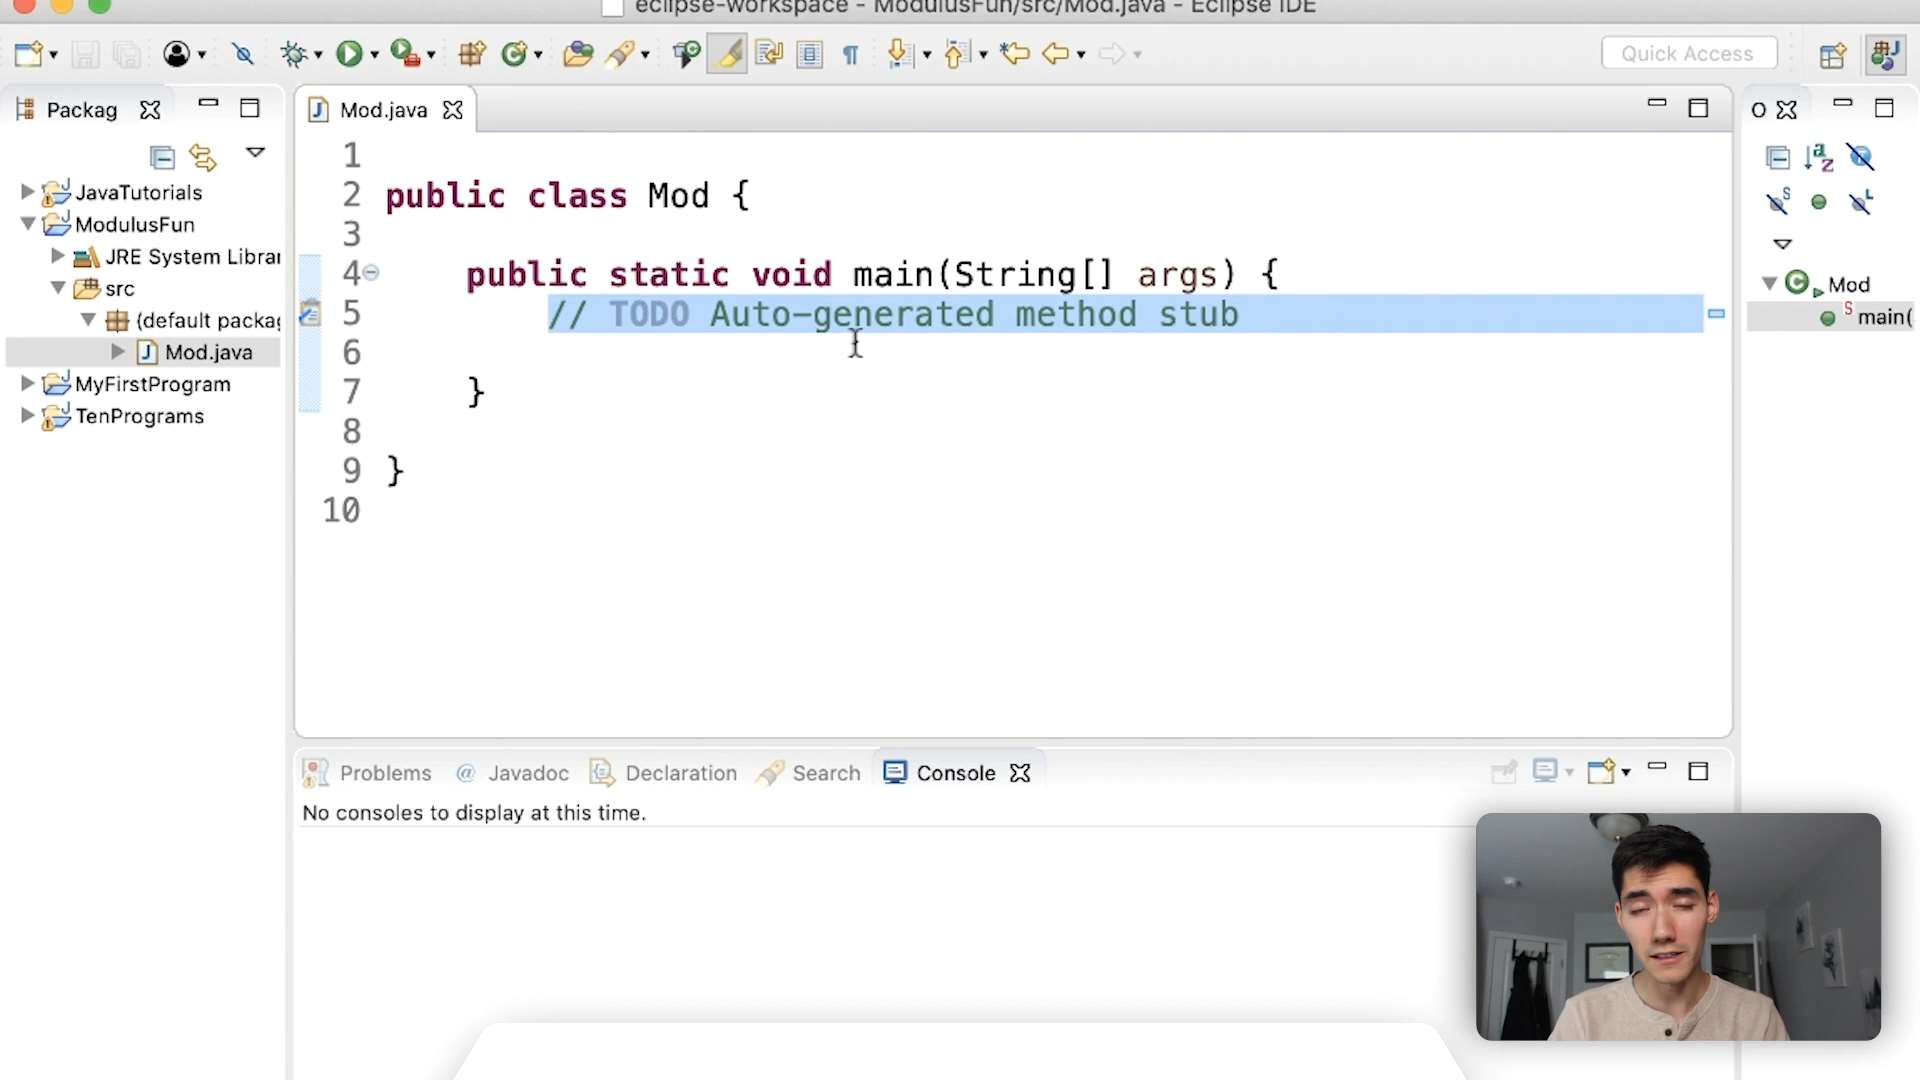 eclipse-workspace - ModulusFun/src/Mod.java - Eclipse IDE
Quick Access
Packag
Mod.java
O
JavaTutorials
ModulusFun
JRE System Librar
src
(default packag
Mod.java
MyFirstProgram
TenPrograms
1
2 public class Mod {
3
4 public static void main(String[] args) {
5 // TODO Auto-generated method stub
6
7 }
8
9 }
10
Mod
main(
Problems @ Javadoc Declaration Search Console
No consoles to display at this time.